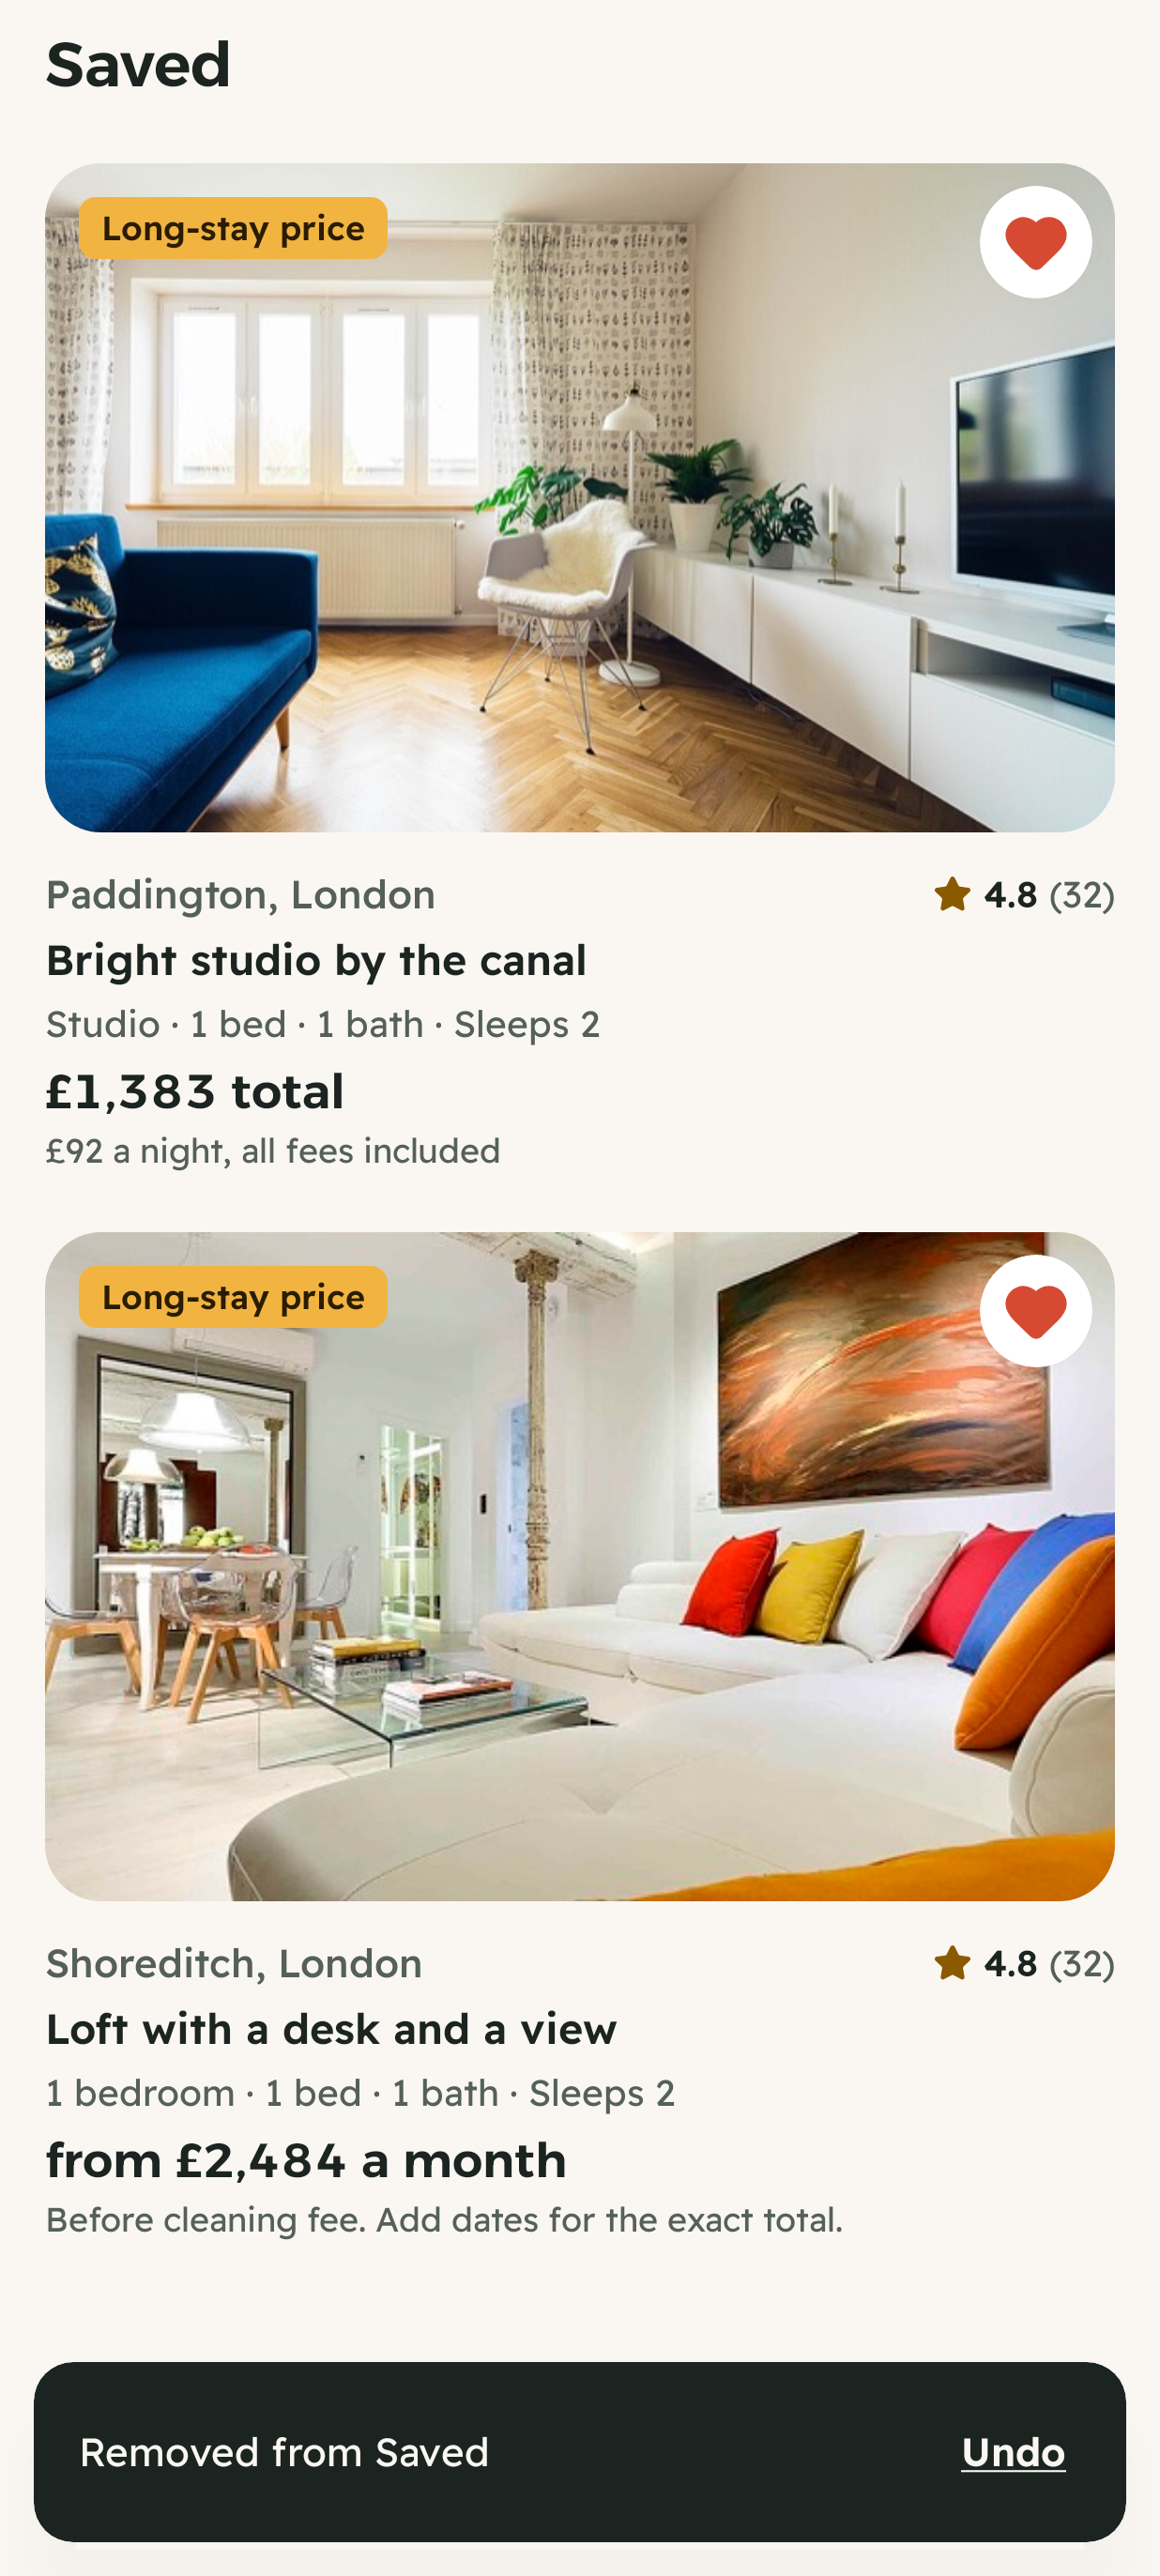 Saved
Long-stay price
Paddington, London
4.8 (32)
Bright studio by the canal
Studio · 1 bed · 1 bath · Sleeps 2
£1,383 total
£92 a night, all fees included
Long-stay price
Shoreditch, London
4.8 (32)
Loft with a desk and a view
1 bedroom · 1 bed · 1 bath · Sleeps 2
from £2,484 a month
Before cleaning fee. Add dates for the exact total.
Removed from Saved
Undo